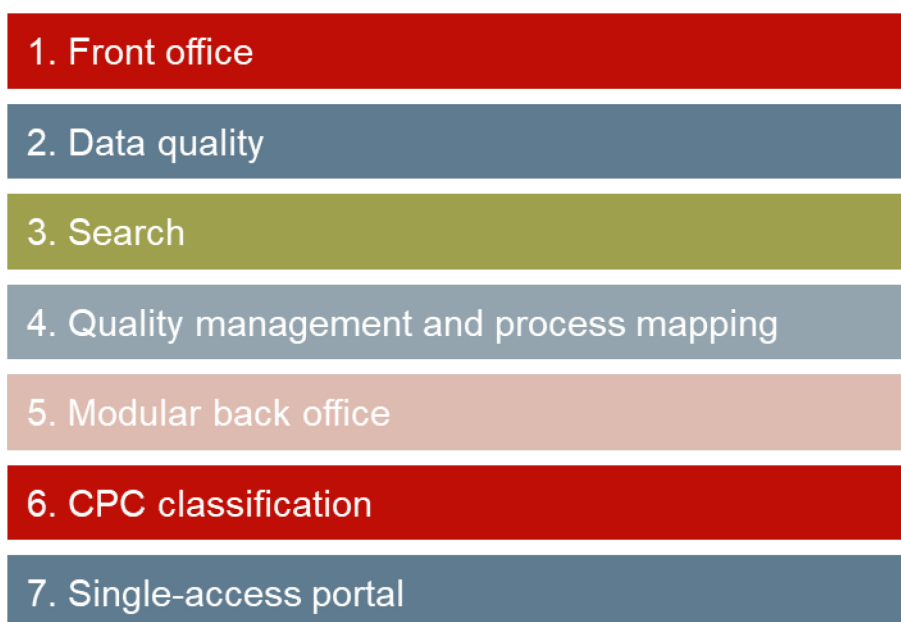 1. Front office
2. Data quality
3. Search
4. Quality management and process mapping
5. Modular back office
6. CPC classification
7. Single-access portal